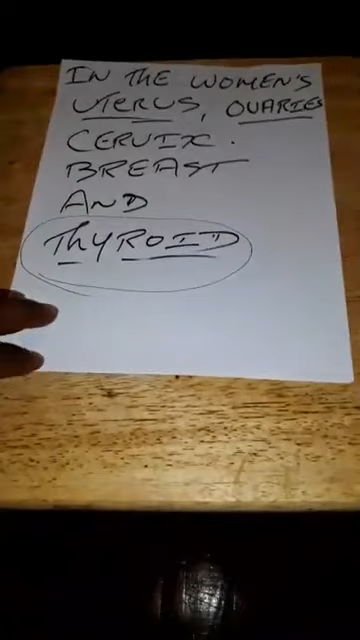 IN THE WOMEN'S
UTERUS, OVARIES
CERVIX.
BREAST
AND
THYROID